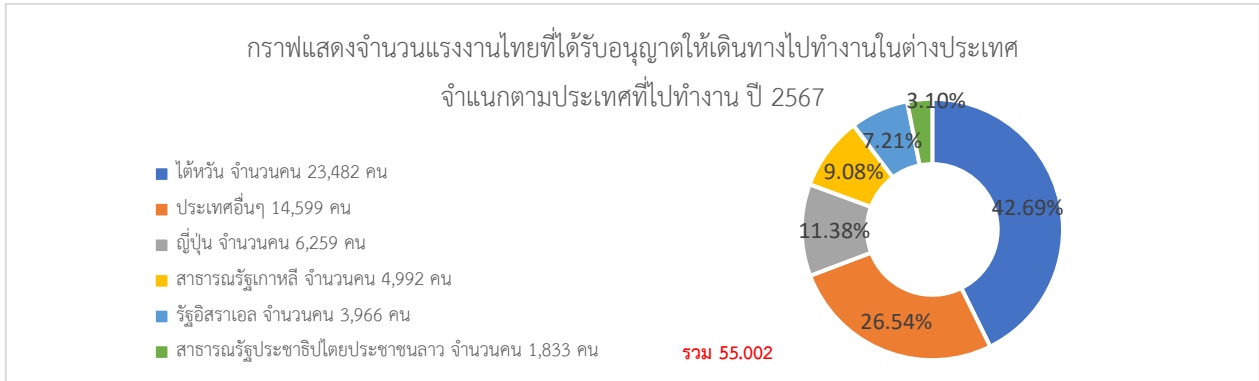 กราฟแสดงจำนวนแรงงานไทยที่ได้รับอนุญาตให้เดินทางไปทำงานในต่างประเทศ
จำแนกตามประเทศที่ไปทำงาน ปี 2567
3.10%
7.21%
9.08%
11.38%
42.69%
26.54%
ไต้หวัน จำนวนคน 23,482 คน
ประเทศอื่นๆ 14,599 คน
ญี่ปุ่น จำนวนคน 6,259 คน
สาธารณรัฐเกาหลี จำนวนคน 4,992 คน
รัฐอิสราเอล จำนวนคน 3,966 คน
สาธารณรัฐประชาธิปไตยประชาชนลาว จำนวนคน 1,833 คน
รวม 55.002